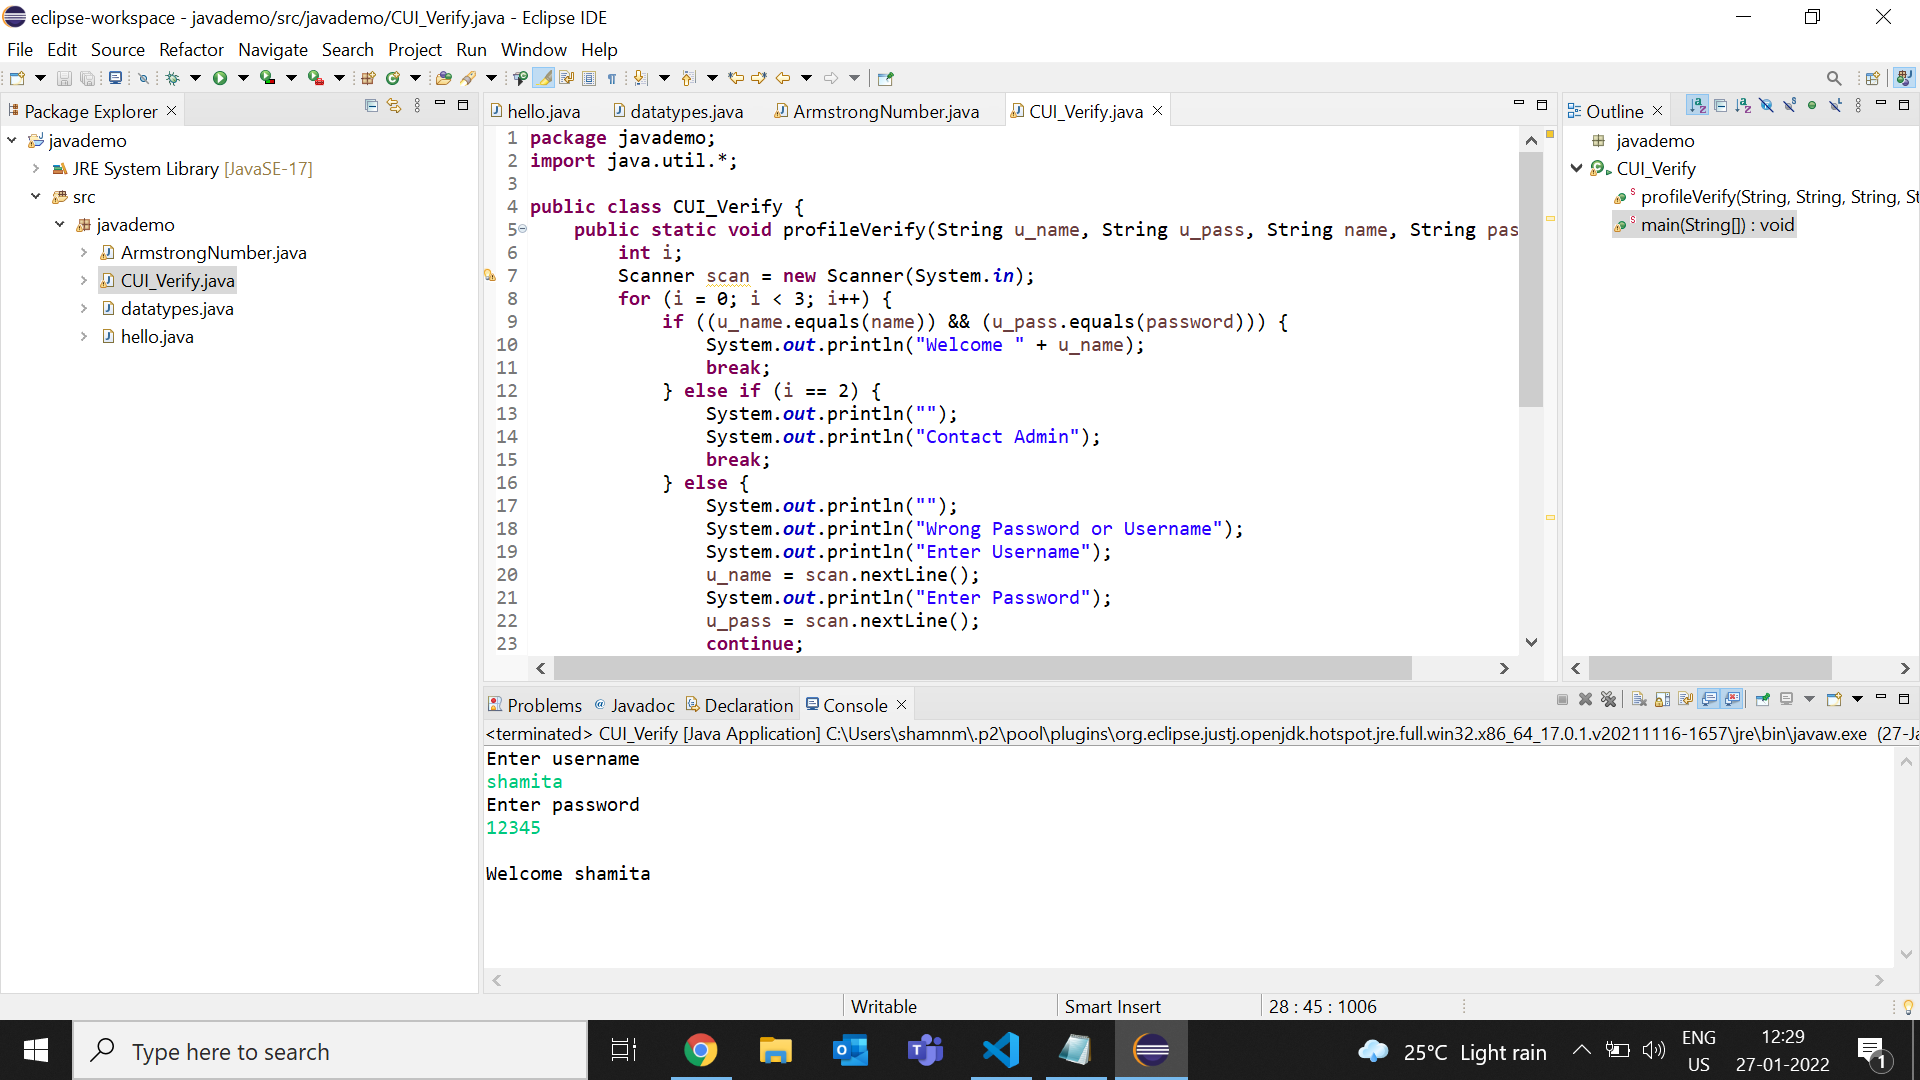 eclipse-workspace - javademo/src/javademo/CUI_Verify.java - Eclipse IDE
File Edit Source Refactor Navigate Search Project Run Window Help
Package Explorer
javademo
JRE System Library [JavaSE-17]
src
javademo
ArmstrongNumber.java
CUI_Verify.java
datatypes.java
hello.java
hello.java datatypes.java ArmstrongNumber.java CUI_Verify.java
1 package javademo;
2 import java.util.*;
3
4 public class CUI_Verify {
5 public static void profileVerify(String u_name, String u_pass, String name, String pas
6 int i;
7 Scanner scan = new Scanner(System.in);
8 for (i = 0; i < 3; i++) {
9 if ((u_name.equals(name)) && (u_pass.equals(password))) {
10 System.out.println("Welcome " + u_name);
11 break;
12 } else if (i == 2) {
13 System.out.println("");
14 System.out.println("Contact Admin");
15 break;
16 } else {
17 System.out.println("");
18 System.out.println("Wrong Password or Username");
19 System.out.println("Enter Username");
20 u_name = scan.nextLine();
21 System.out.println("Enter Password");
22 u_pass = scan.nextLine();
23 continue;
Outline
javademo
CUI_Verify
profileVerify(String, String, String, St
main(String[]) : void
Problems Javadoc Declaration Console
<terminated> CUI_Verify [Java Application] C:\Users\shamnm\.p2\pool\plugins\org.eclipse.justj.openjdk.hotspot.jre.full.win32.x86_64_17.0.1.v20211116-1657\jre\bin\javaw.exe (27-Ja
Enter username
shamita
Enter password
12345
Welcome shamita
Writable Smart Insert 28 : 45 : 1006
Type here to search
25°C Light rain
ENG
US
12:29
27-01-2022
1